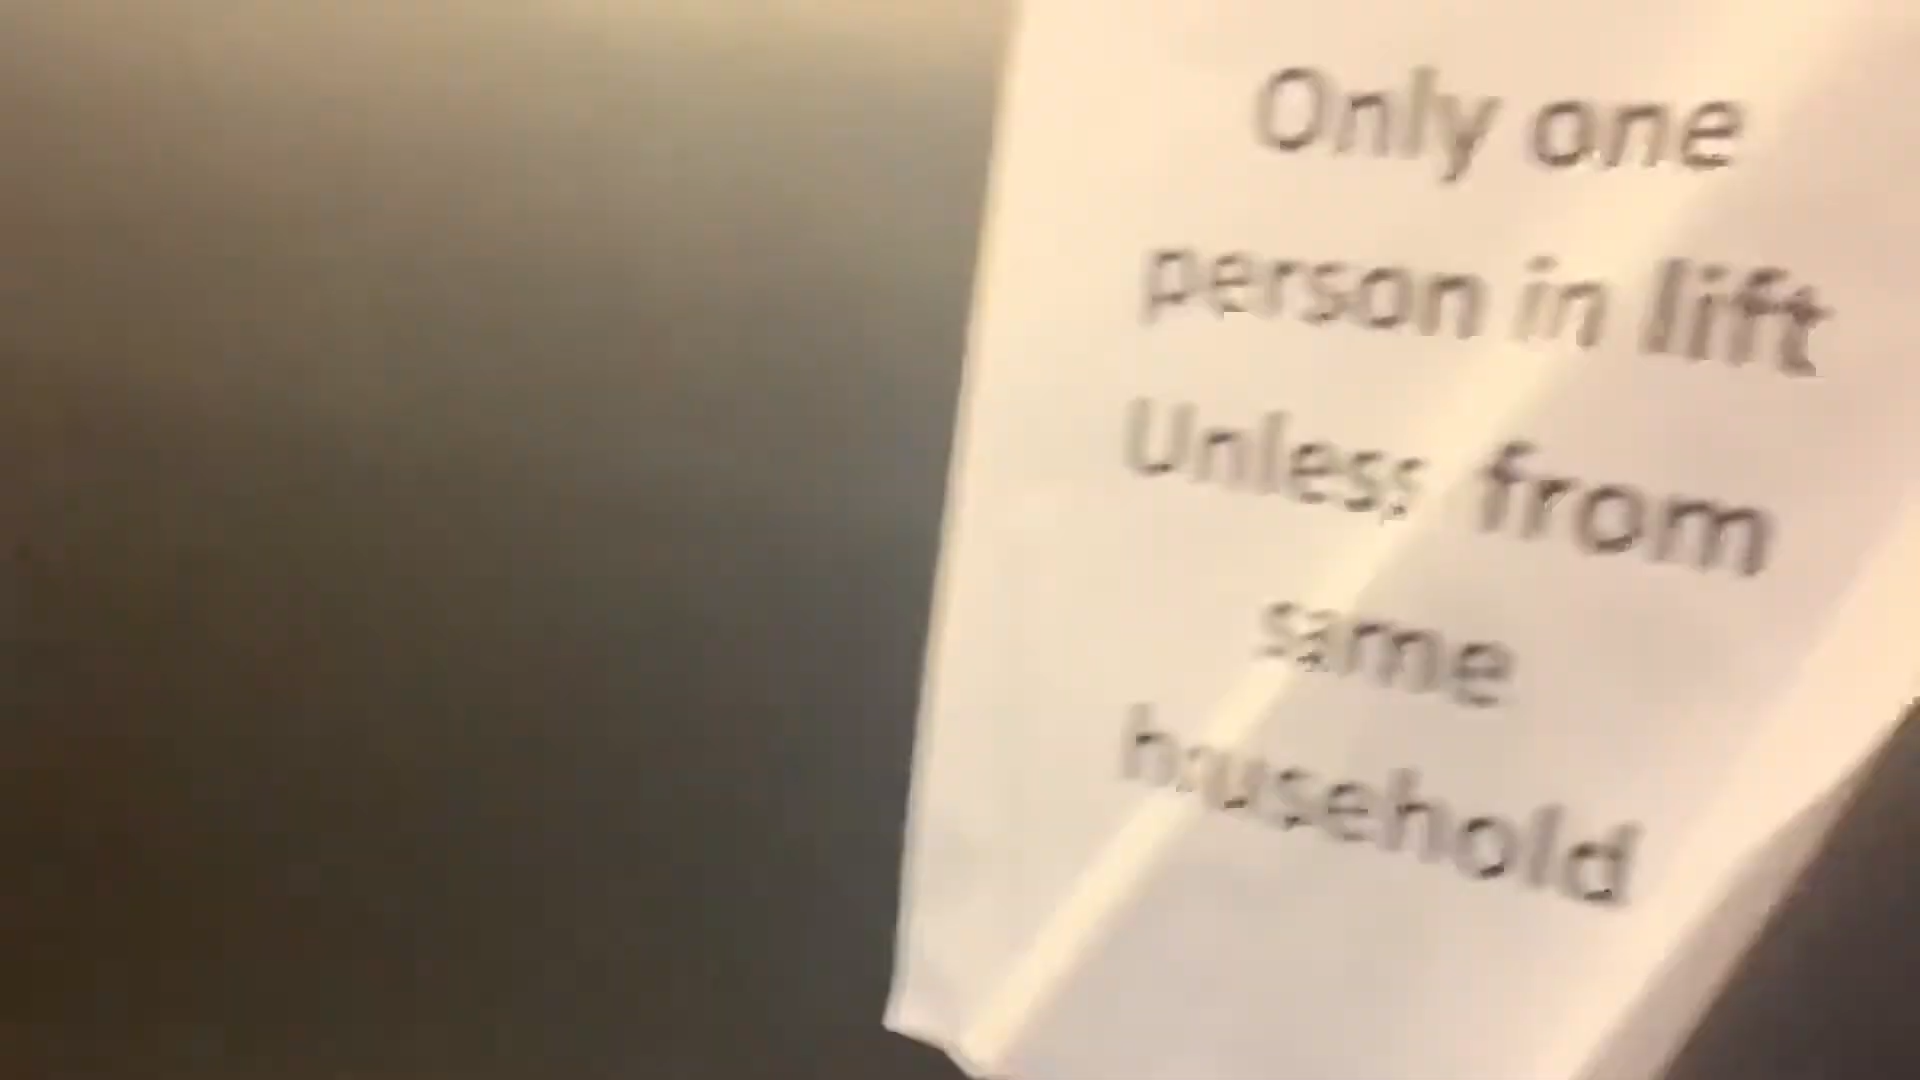 Only one
person in lift
Unless from
same
household